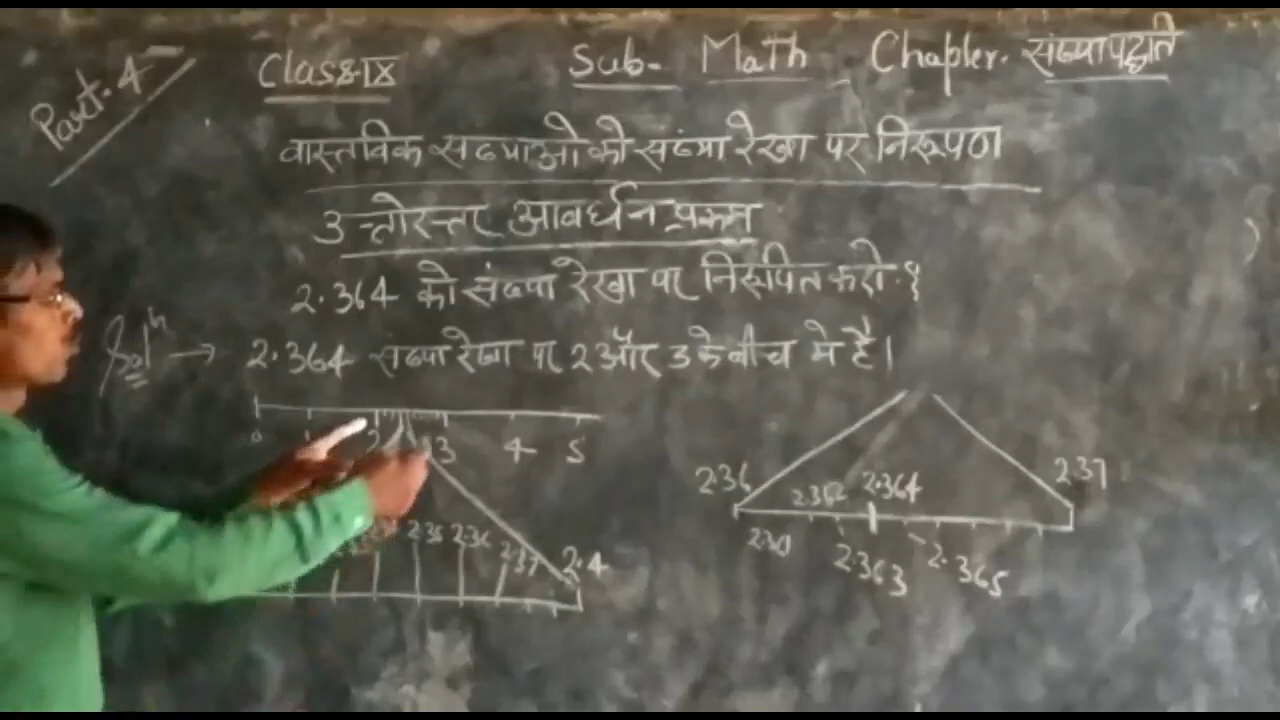 Part.4
Class.IX Sub- Math Chapter. संख्यापद्धति
वास्तविक संख्याओ को संख्या रेखा पर निरूपण
उत्तोरत्तर आवर्धन प्रक्रम
2.364 को संख्या रेखा पर निरूपित करो.?
Solⁿ → 2.364 संख्या रेखा पर 2 और 3 के बीच मे है।
0 2 3 4 5
2.35 2.36 2.37 2.4
2.36 2.362 2.364 2.37
2.363 2.365